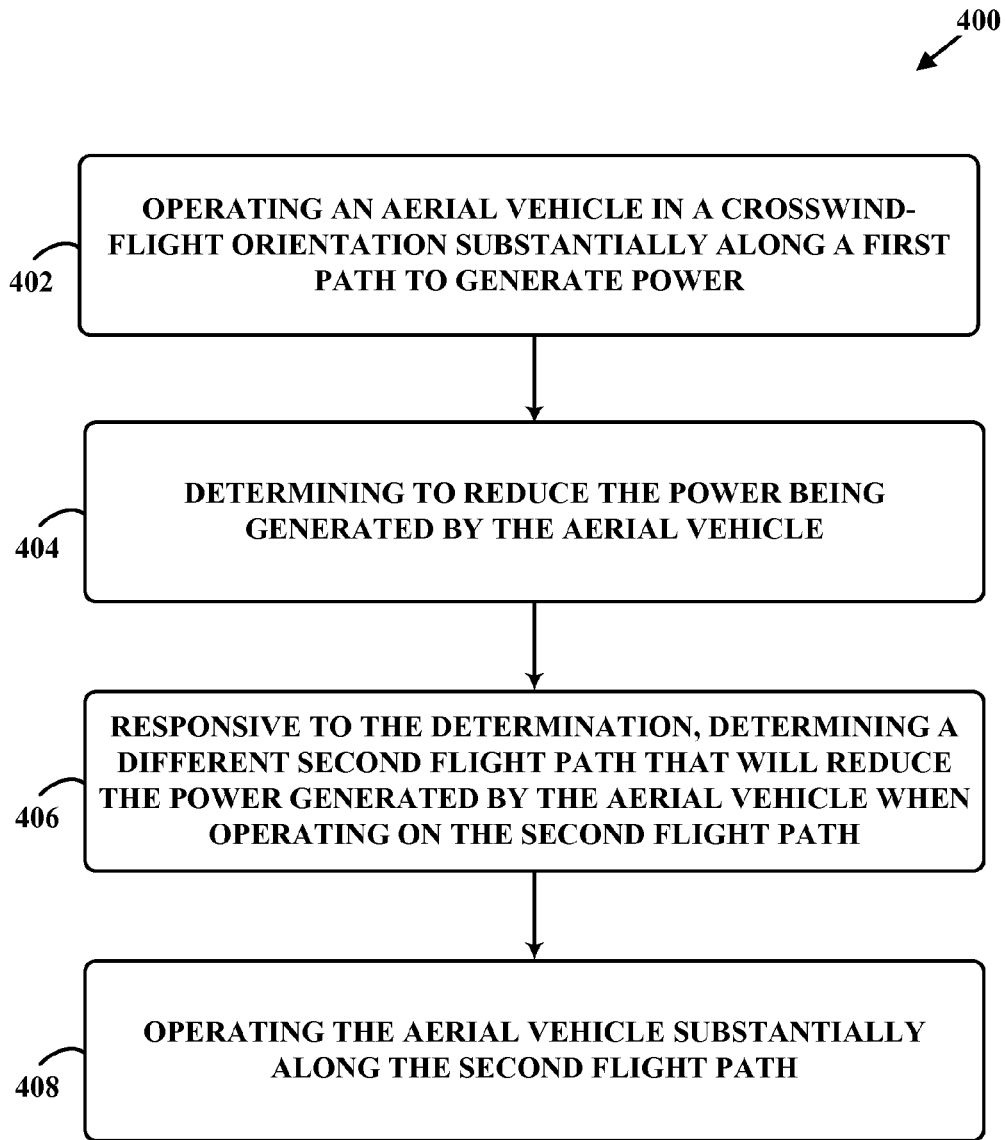 400
OPERATING AN AERIAL VEHICLE IN A CROSSWIND-
FLIGHT ORIENTATION SUBSTANTIALLY ALONG A FIRST
PATH TO GENERATE POWER
402
DETERMINING TO REDUCE THE POWER BEING
GENERATED BY THE AERIAL VEHICLE
404
RESPONSIVE TO THE DETERMINATION, DETERMINING A
DIFFERENT SECOND FLIGHT PATH THAT WILL REDUCE
THE POWER GENERATED BY THE AERIAL VEHICLE WHEN
OPERATING ON THE SECOND FLIGHT PATH
406
OPERATING THE AERIAL VEHICLE SUBSTANTIALLY
ALONG THE SECOND FLIGHT PATH
408